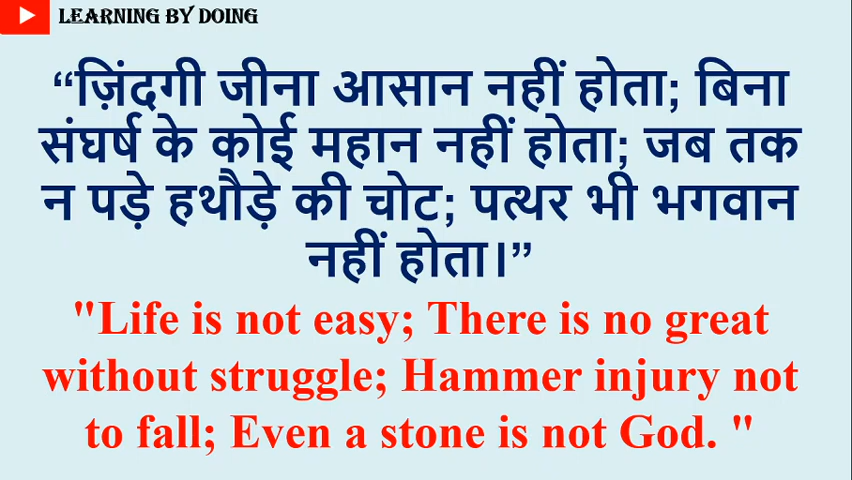 LEARNING BY DOING
“ज़िंदगी जीना आसान नहीं होता; बिना
संघर्ष के कोई महान नहीं होता; जब तक
न पड़े हथौड़े की चोट; पत्थर भी भगवान
नहीं होता।”
"Life is not easy; There is no great
without struggle; Hammer injury not
to fall; Even a stone is not God. "